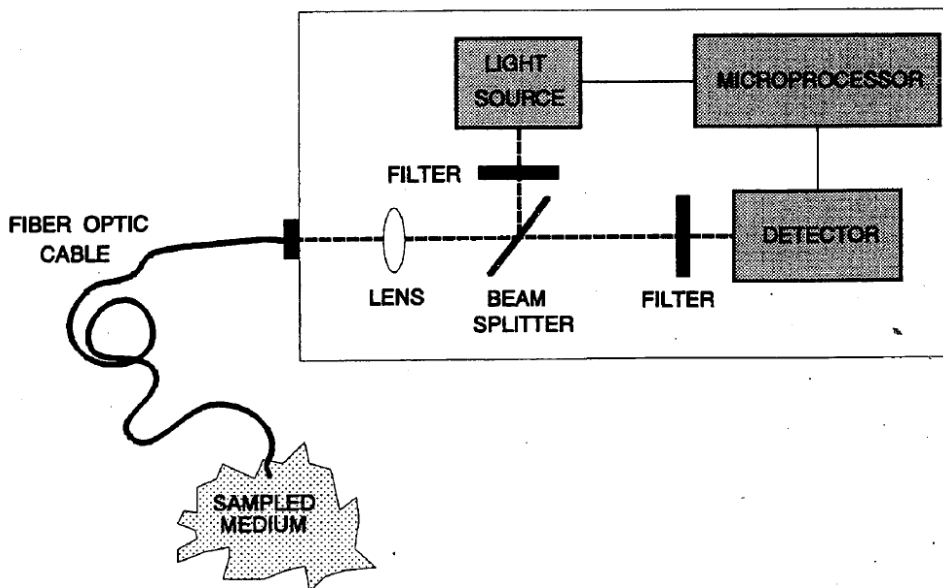 LIGHT
SOURCE
MICROPROCESSOR
FILTER
FIBER OPTIC
CABLE
DETECTOR
LENS
BEAM
SPLITTER
FILTER
SAMPLED
MEDIUM